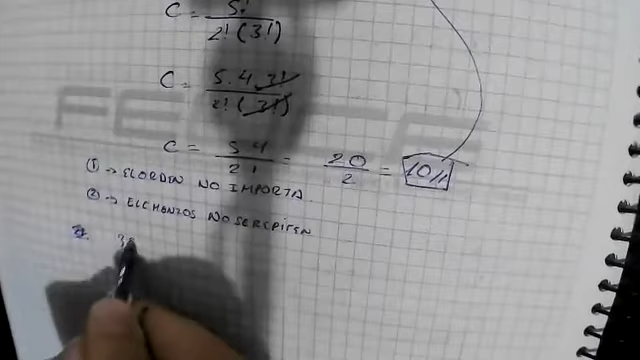 C = 5! / 2! (3!)
C = 5.4.3! / 2! (3!)
C = 5.4 / 2! = 20 / 2 = 10//
① → EL ORDEN NO IMPORTA.
② → ELEMENTOS NO SE REPITEN